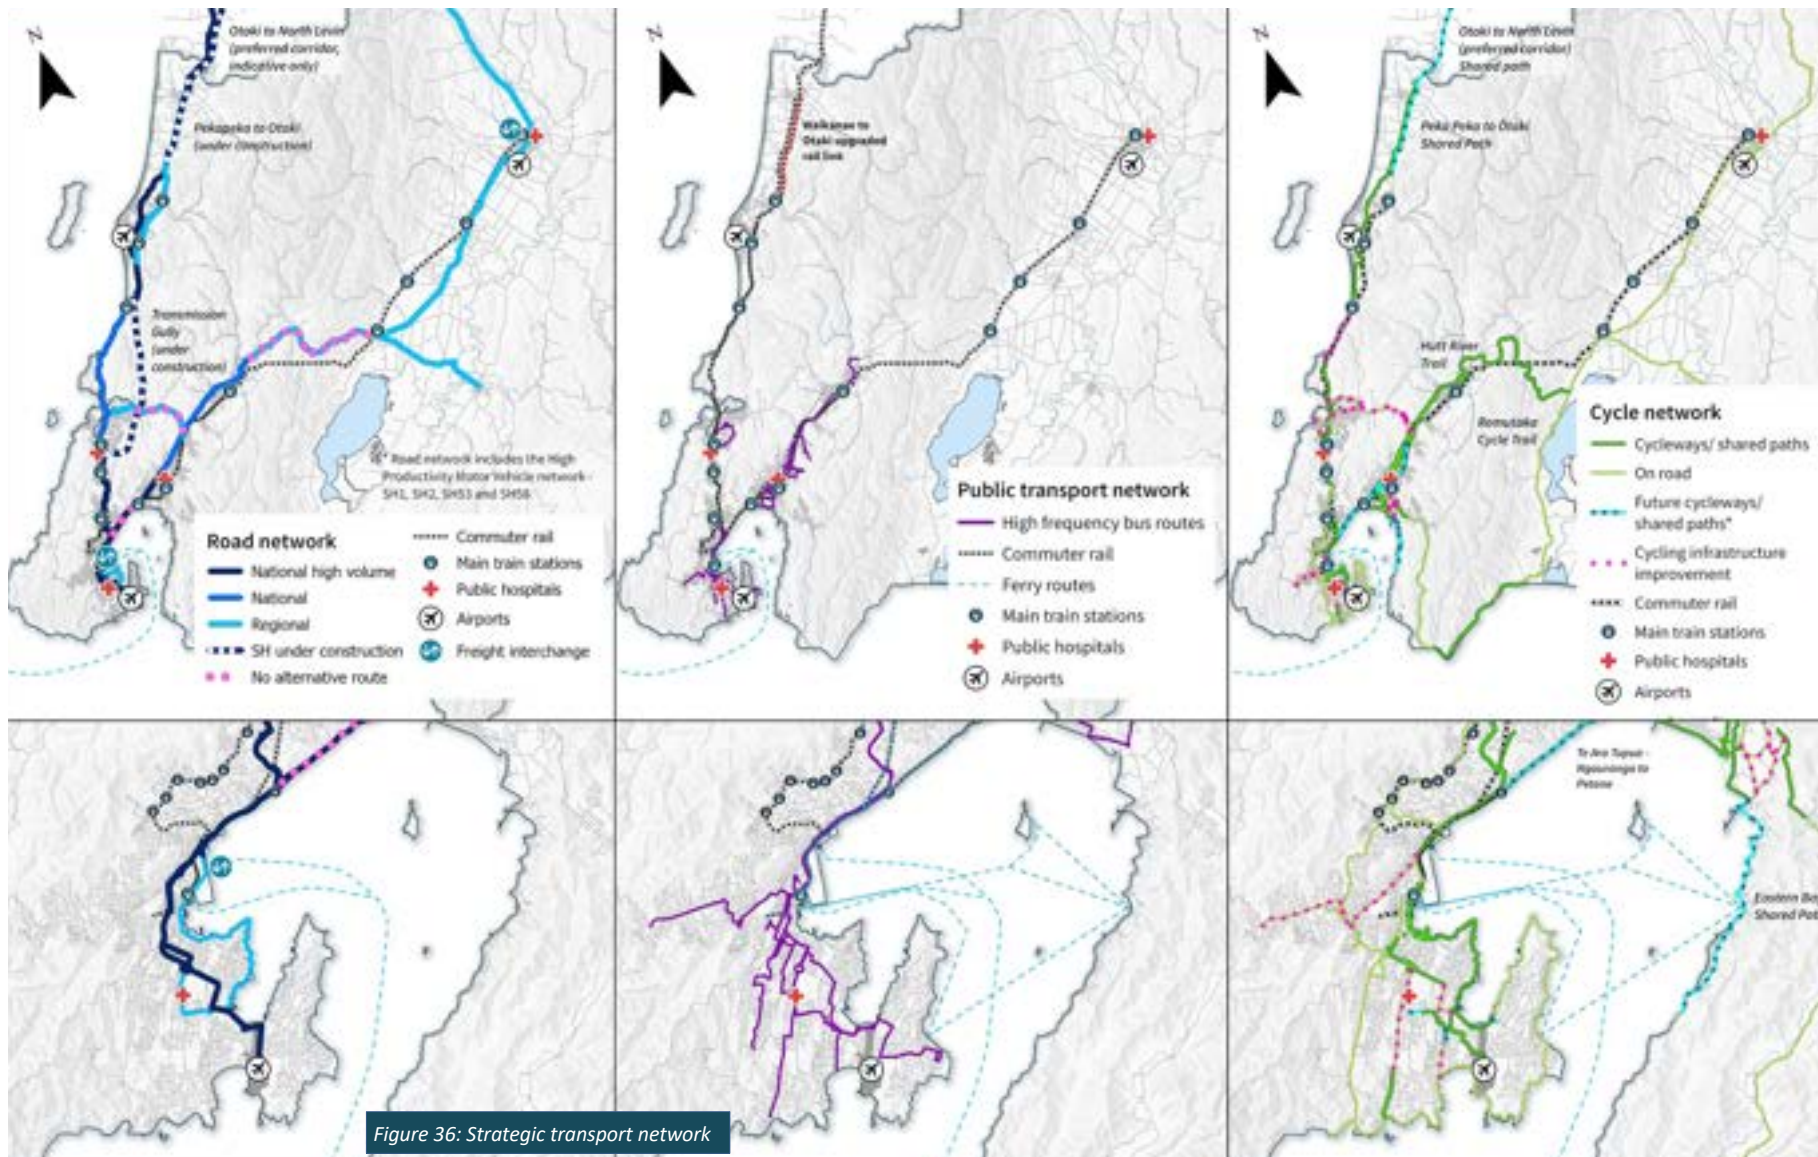 N
Otaki to North Levin
(preferred corridor,
indicative only)
Pekapeka to Otaki
(under construction)
Transmission
Gully
(under
construction)
* Road network includes the High
Productivity Motor Vehicle network -
SH1, SH2, SH53 and SH58
Road network
National high volume
National
Regional
SH under construction
No alternative route
Commuter rail
Main train stations
Public hospitals
Airports
Freight interchange
N
Waikanae to
Otaki upgraded
rail link
Public transport network
High frequency bus routes
Commuter rail
Ferry routes
Main train stations
Public hospitals
Airports
N
Otaki to North Levin
(preferred corridor)
Shared path
Peka Peka to Ōtaki
Shared Path
Hutt River
Trail
Remutaka
Cycle Trail
Cycle network
Cycleways/ shared paths
On road
Future cycleways/
shared paths*
Cycling infrastructure
improvement
Commuter rail
Main train stations
Public hospitals
Airports
Te Ara Tupua -
Ngauranga to
Petone
Eastern Bay
Shared Pat
Figure 36: Strategic transport network